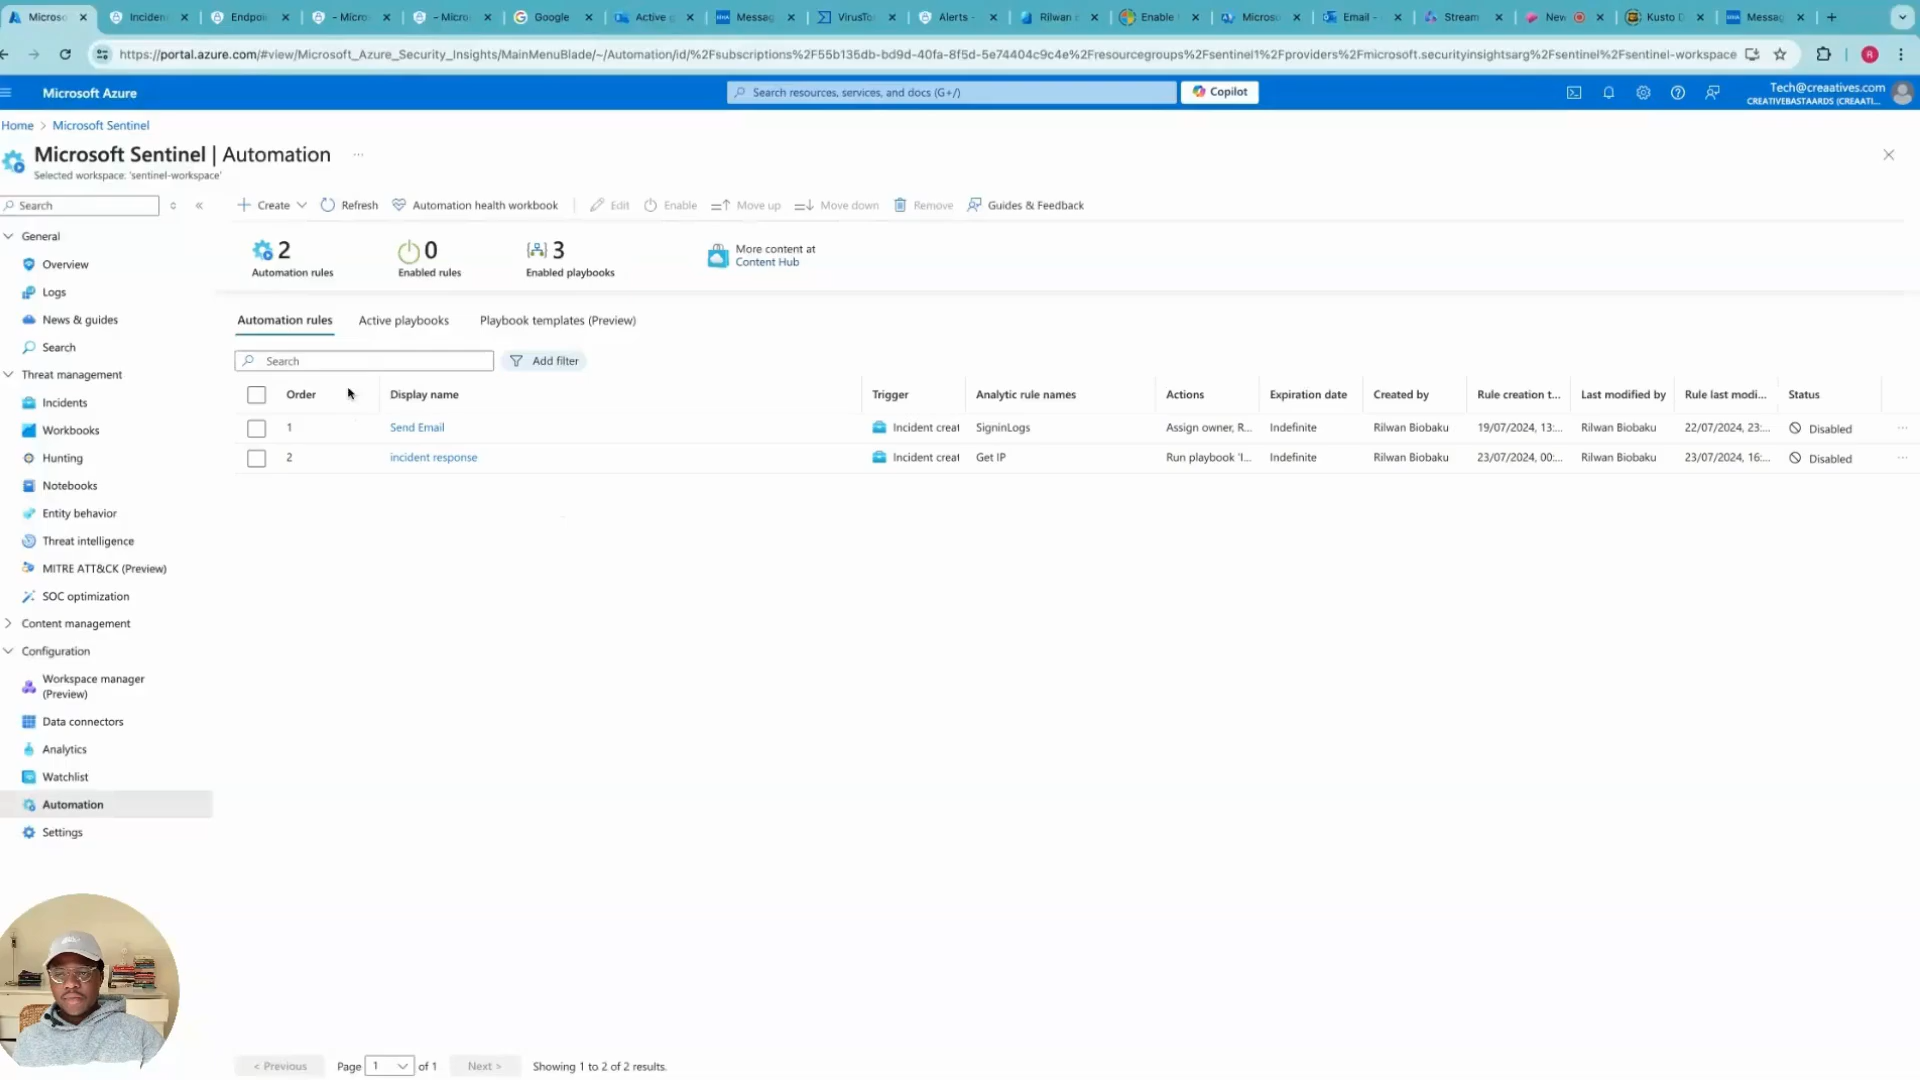 Microso
Inciden
Endpoi
- Micro
- Micro
Google
Active
Messag
VirusTo
Alerts -
Rilwan
Enable
Microso
Email -
Stream
New
Kusto D
Messag
https://portal.azure.com/#view/Microsoft_Azure_Security_Insights/MainMenuBlade/~/Automation/id/%2Fsubscriptions%2F55b135db-bd9d-40fa-8f5d-5e74404c9c4e%2Fresourcegroups%2Fsentinel1%2Fproviders%2Fmicrosoft.securityinsightsarg%2Fsentinel%2Fsentinel-workspace
R
Microsoft Azure
Search resources, services, and docs (G+/)
Copilot
Tech@creaatives.com
CREATIVEBASTAARDS (CREAATI...
Home > Microsoft Sentinel
Microsoft Sentinel | Automation ...
Selected workspace: 'sentinel-workspace'
Search
General
Overview
Logs
News & guides
Search
Threat management
Incidents
Workbooks
Hunting
Notebooks
Entity behavior
Threat intelligence
MITRE ATT&CK (Preview)
SOC optimization
Content management
Configuration
Workspace manager
(Preview)
Data connectors
Analytics
Watchlist
Automation
Settings
Create Refresh Automation health workbook Edit Enable Move up Move down Remove Guides & Feedback
2
Automation rules
0
Enabled rules
3
Enabled playbooks
More content at
Content Hub
Automation rules Active playbooks Playbook templates (Preview)
Search Add filter
Order Display name Trigger Analytic rule names Actions Expiration date Created by Rule creation t... Last modified by Rule last modi... Status
1 Send Email Incident creat SigninLogs Assign owner, R... Indefinite Rilwan Biobaku 19/07/2024, 13:... Rilwan Biobaku 22/07/2024, 23:... Disabled ...
2 incident response Incident creat Get IP Run playbook 'I... Indefinite Rilwan Biobaku 23/07/2024, 00:... Rilwan Biobaku 23/07/2024, 16:... Disabled ...
< Previous Page 1 of 1 Next > Showing 1 to 2 of 2 results.